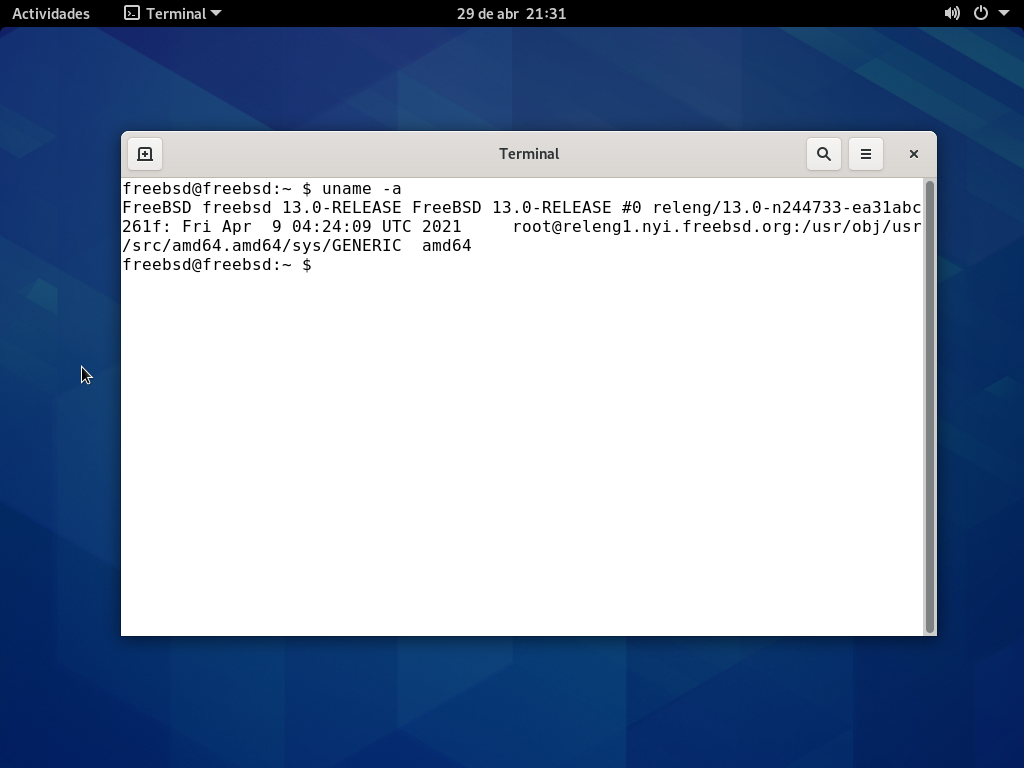 Actividades Terminal 29 de abr 21:31
Terminal
freebsd@freebsd:~ $ uname -a
FreeBSD freebsd 13.0-RELEASE FreeBSD 13.0-RELEASE #0 releng/13.0-n244733-ea31abc
261f: Fri Apr  9 04:24:09 UTC 2021     root@releng1.nyi.freebsd.org:/usr/obj/usr
/src/amd64.amd64/sys/GENERIC  amd64
freebsd@freebsd:~ $